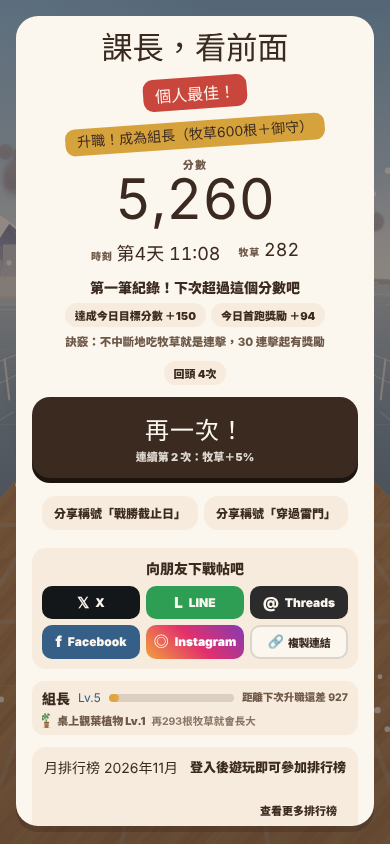 課長，看前面
個人最佳！
升職！成為組長（牧草600根＋御守）
分數
5,260
時刻 第4天 11:08 牧草 282
第一筆紀錄！下次超過這個分數吧
達成今日目標分數 +150 今日首跑獎勵 +94
訣竅：不中斷地吃牧草就是連擊，30 連擊起有獎勵
回頭 4次
再一次！
連續第 2 次：牧草＋5%
分享稱號「戰勝截止日」 分享稱號「穿過雷門」
向朋友下戰帖吧
𝕏 X L LINE @ Threads
f Facebook ◎ Instagram 🔗 複製連結
組長 Lv.5 距離下次升職還差 927
桌上觀葉植物 Lv.1 再293根牧草就會長大
月排行榜 2026年11月 登入後遊玩即可參加排行榜
查看更多排行榜